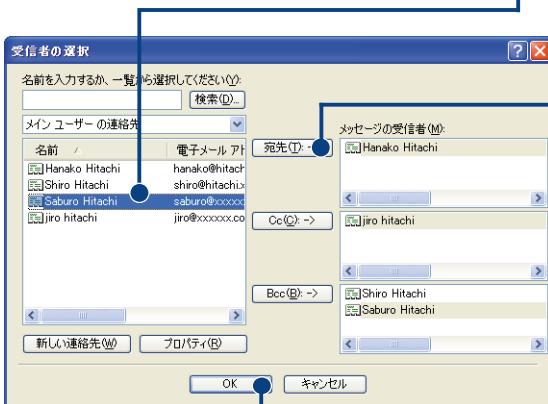 受信者の選択
名前を入力するか、一覧から選択してください(Y):
検索(D)...
メイン ユーザー の連絡先
名前 電子メール アド
Hanako Hitachi hanako@hitach
Shiro Hitachi shiro@hitachi.x
Saburo Hitachi saburo@xxxxx
jiro hitachi jiro@xxxxxx.co
新しい連絡先(W) プロパティ(R)
宛先(T): ->
Cc(C): ->
Bcc(B): ->
メッセージの受信者(M):
Hanako Hitachi
jiro hitachi
Shiro Hitachi
Saburo Hitachi
OK キャンセル